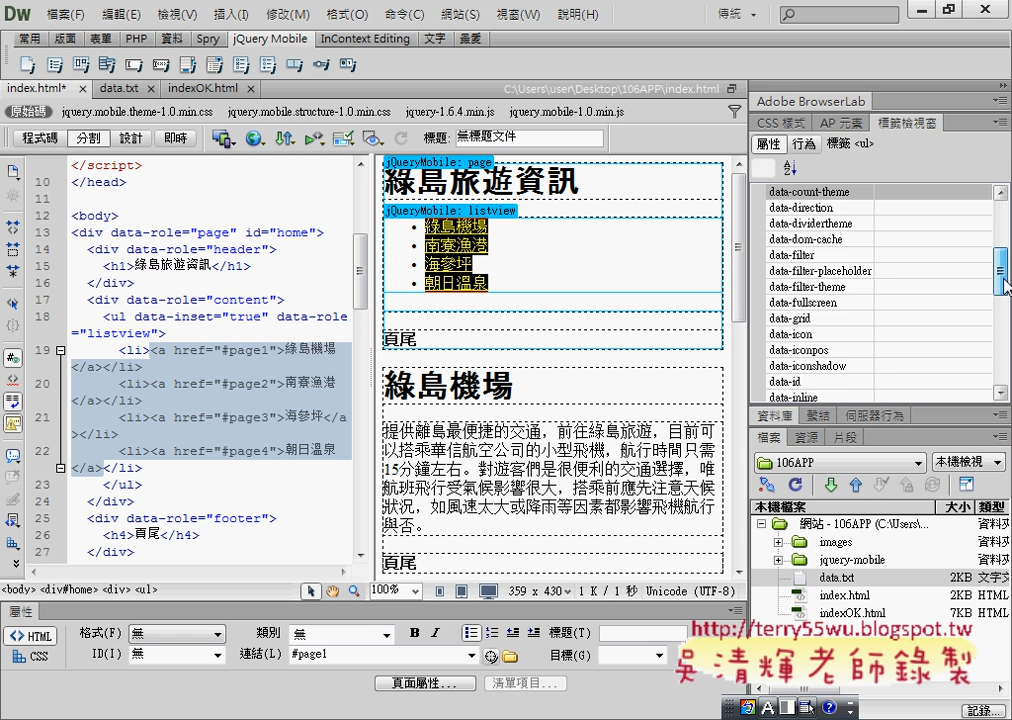 Dw 檔案(F) 編輯(E) 檢視(V) 插入(I) 修改(M) 格式(O) 命令(C) 網站(S) 視窗(W) 說明(H) 傳統
常用 版面 表單 PHP 資料 Spry jQuery Mobile InContext Editing 文字 最愛
index.html* data.txt indexOK.html C:\Users\user\Desktop\106APP\index.html
原始碼 jquery.mobile.theme-1.0.min.css jquery.mobile.structure-1.0.min.css jquery-1.6.4.min.js jquery.mobile-1.0.min.js
程式碼 分割 設計 即時 標題: 無標題文件
</script>
10 </head>
11
12 <body>
13 <div data-role="page" id="home">
14 <div data-role="header">
15 <h1>綠島旅遊資訊</h1>
16 </div>
17 <div data-role="content">
18 <ul data-inset="true" data-role
="listview">
19 <li><a href="#page1">綠島機場
</a></li>
20 <li><a href="#page2">南寮漁港
</a></li>
21 <li><a href="#page3">海參坪</a
></li>
22 <li><a href="#page4">朝日溫泉
</a></li>
23 </ul>
24 </div>
25 <div data-role="footer">
26 <h4>頁尾</h4>
27 </div>
jQueryMobile: page
綠島旅遊資訊
jQueryMobile: listview
• 綠島機場
• 南寮漁港
• 海參坪
• 朝日溫泉
頁尾
綠島機場
提供離島最便捷的交通，前往綠島旅遊，目前可
以搭乘華信航空公司的小型飛機，航行時間只需
15分鐘左右。對遊客們是很便利的交通選擇，唯
航班飛行受氣候影響很大，搭乘前應先注意天候
狀況，如風速太大或降雨等因素都影響飛機航行
與否。
頁尾
<body> <div#home> <div> <ul> 100% 359 x 430 1 K / 1 秒 Unicode (UTF-8)
屬性
<> HTML 格式(F) 無 類別 無 B I 標題(T)
CSS ID(I) 無 連結(L) #page1 目標(G)
頁面屬性... 清單項目...
Adobe BrowserLab
CSS 樣式 AP 元素 標籤檢視窗
屬性 行為 標籤 <ul>
data-count-theme
data-direction
data-dividertheme
data-dom-cache
data-filter
data-filter-placeholder
data-filter-theme
data-fullscreen
data-grid
data-icon
data-iconpos
data-iconshadow
data-id
data-inline
資料庫 繫結 伺服器行為
檔案 資源 片段
106APP 本機檢視
本機檔案 大小 類型
網站 - 106APP (C:\Users\... 資料夾
images 資料夾
jquery-mobile 資料夾
data.txt 2KB 文字文
index.html 2KB HTML
indexOK.html 7KB HTML
http://terry55wu.blogspot.tw
吳清輝老師錄製
記錄...